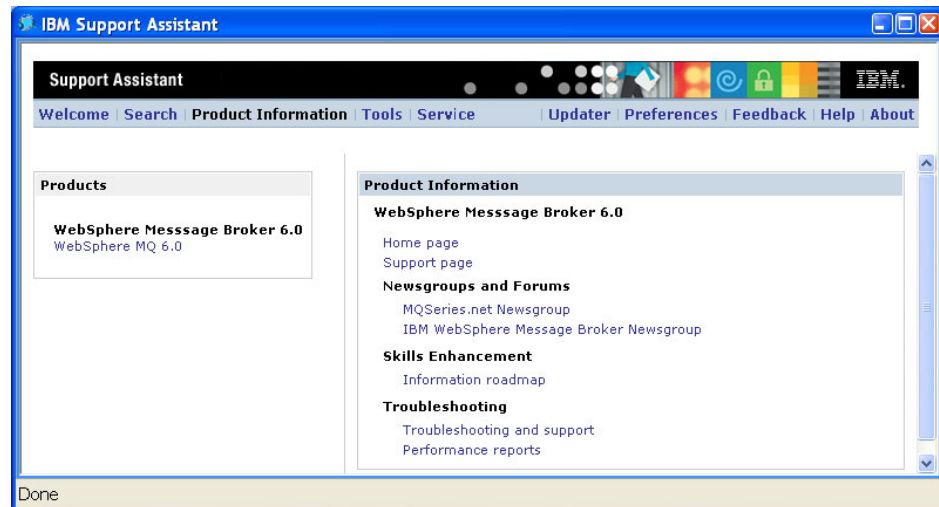 IBM Support Assistant
Support Assistant
IBM.
Welcome | Search | Product Information | Tools | Service | Updater | Preferences | Feedback | Help | About
Products
WebSphere Messsage Broker 6.0
WebSphere MQ 6.0
Product Information
WebSphere Messsage Broker 6.0
Home page
Support page
Newsgroups and Forums
MQSeries.net Newsgroup
IBM WebSphere Message Broker Newsgroup
Skills Enhancement
Information roadmap
Troubleshooting
Troubleshooting and support
Performance reports
Done